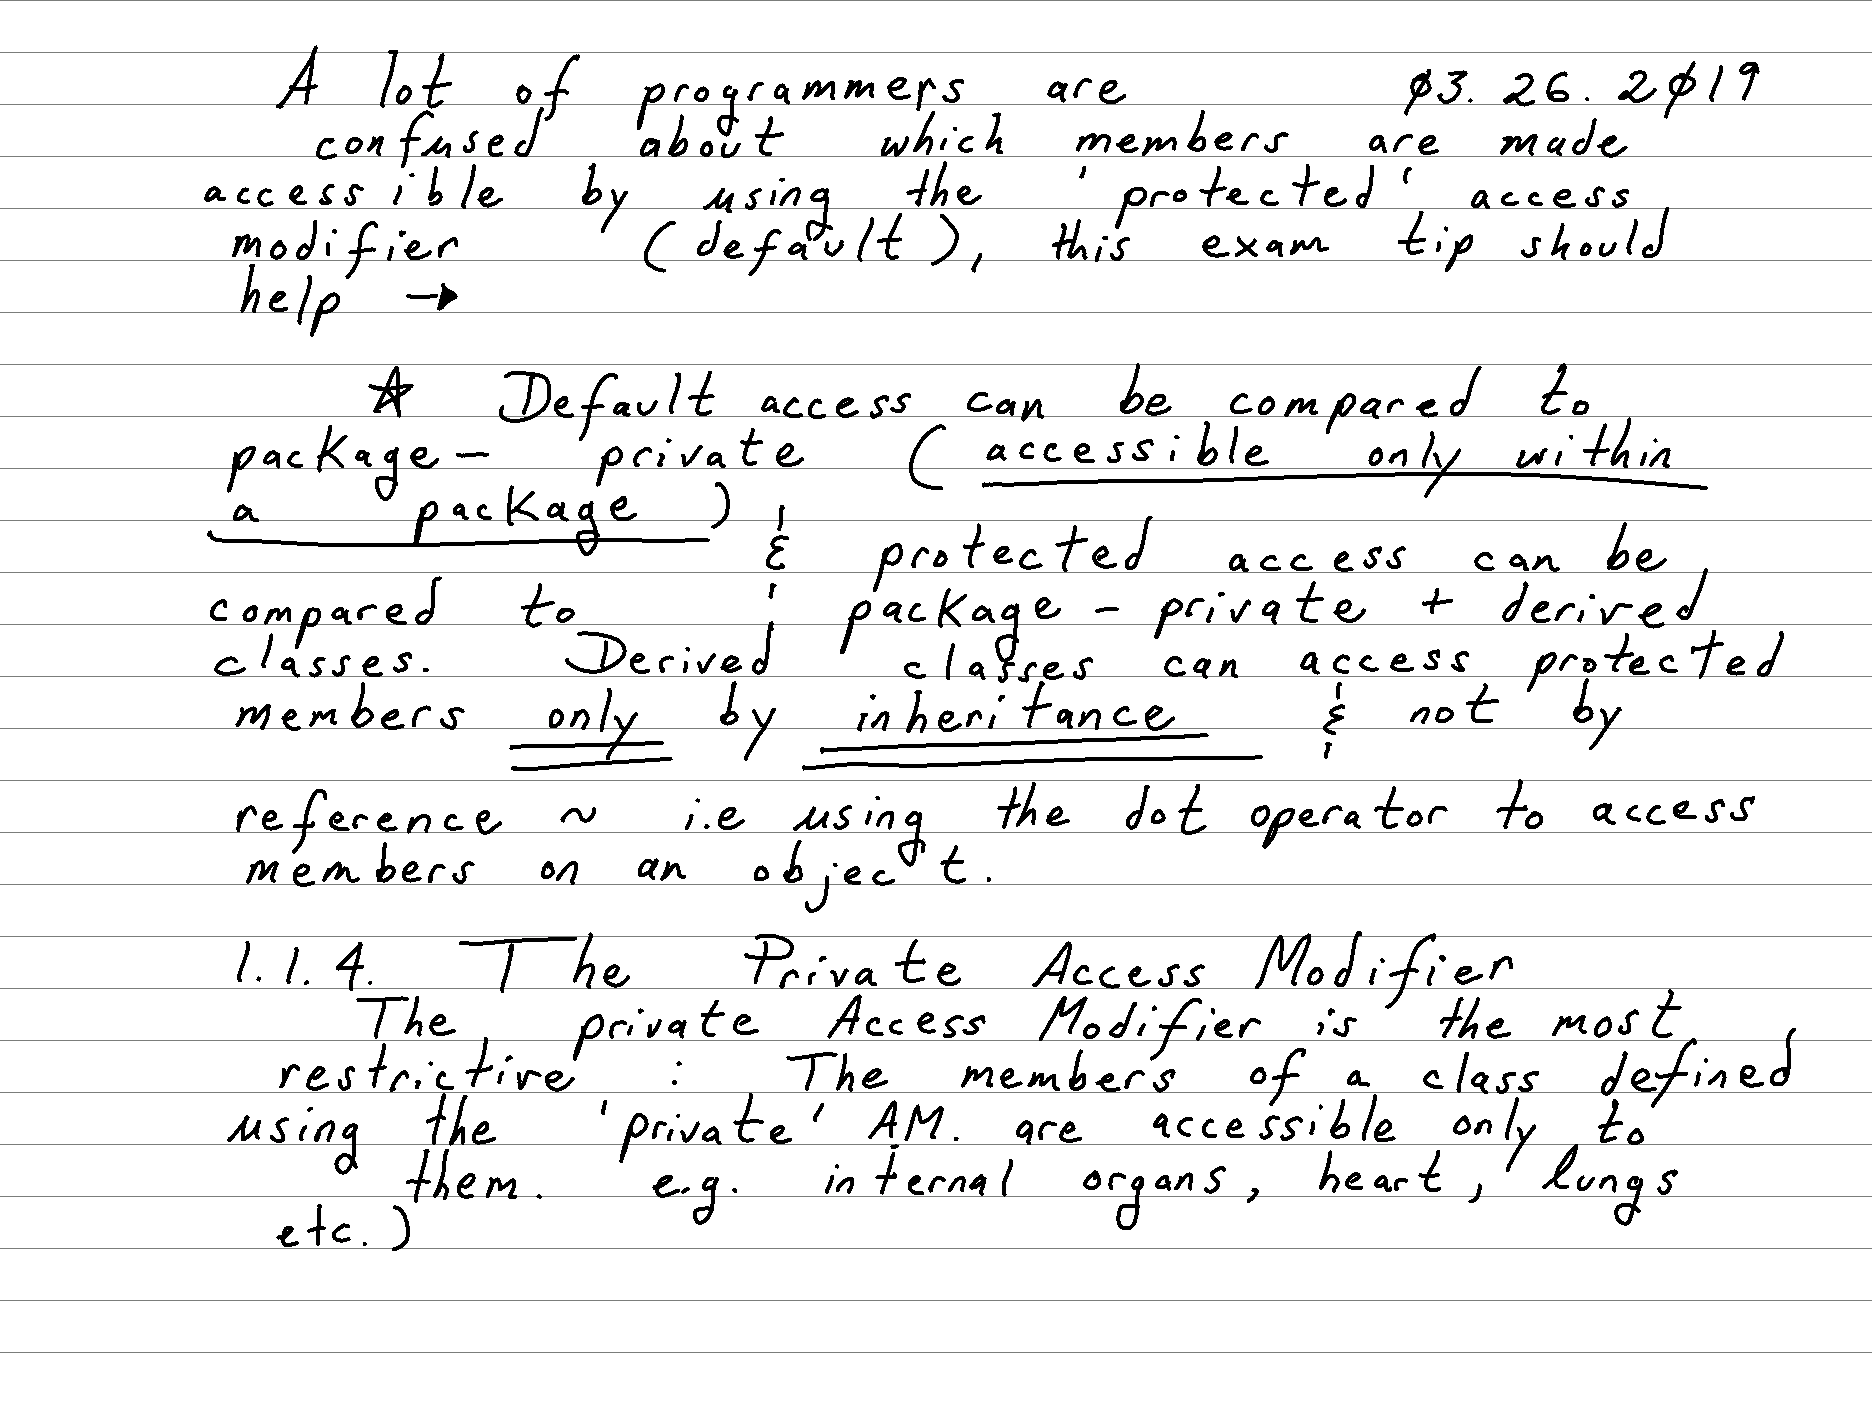 A lot of programmers are 03.26.2019
confused about which members are made
accessible by using the 'protected' access
modifier (default), this exam tip should
help →
☆ Default access can be compared to
package- private (accessible only within
a package)
& protected access can be
compared to package - private + derived
classes. Derived classes can access protected
members only by inheritance & not by
reference ~ i.e using the dot operator to access
members on an object.
1.1.4. The Private Access Modifier
The private Access Modifier is the most
restrictive : The members of a class defined
using the 'private' AM. are accessible only to
them. e.g. internal organs, heart, lungs
etc.)